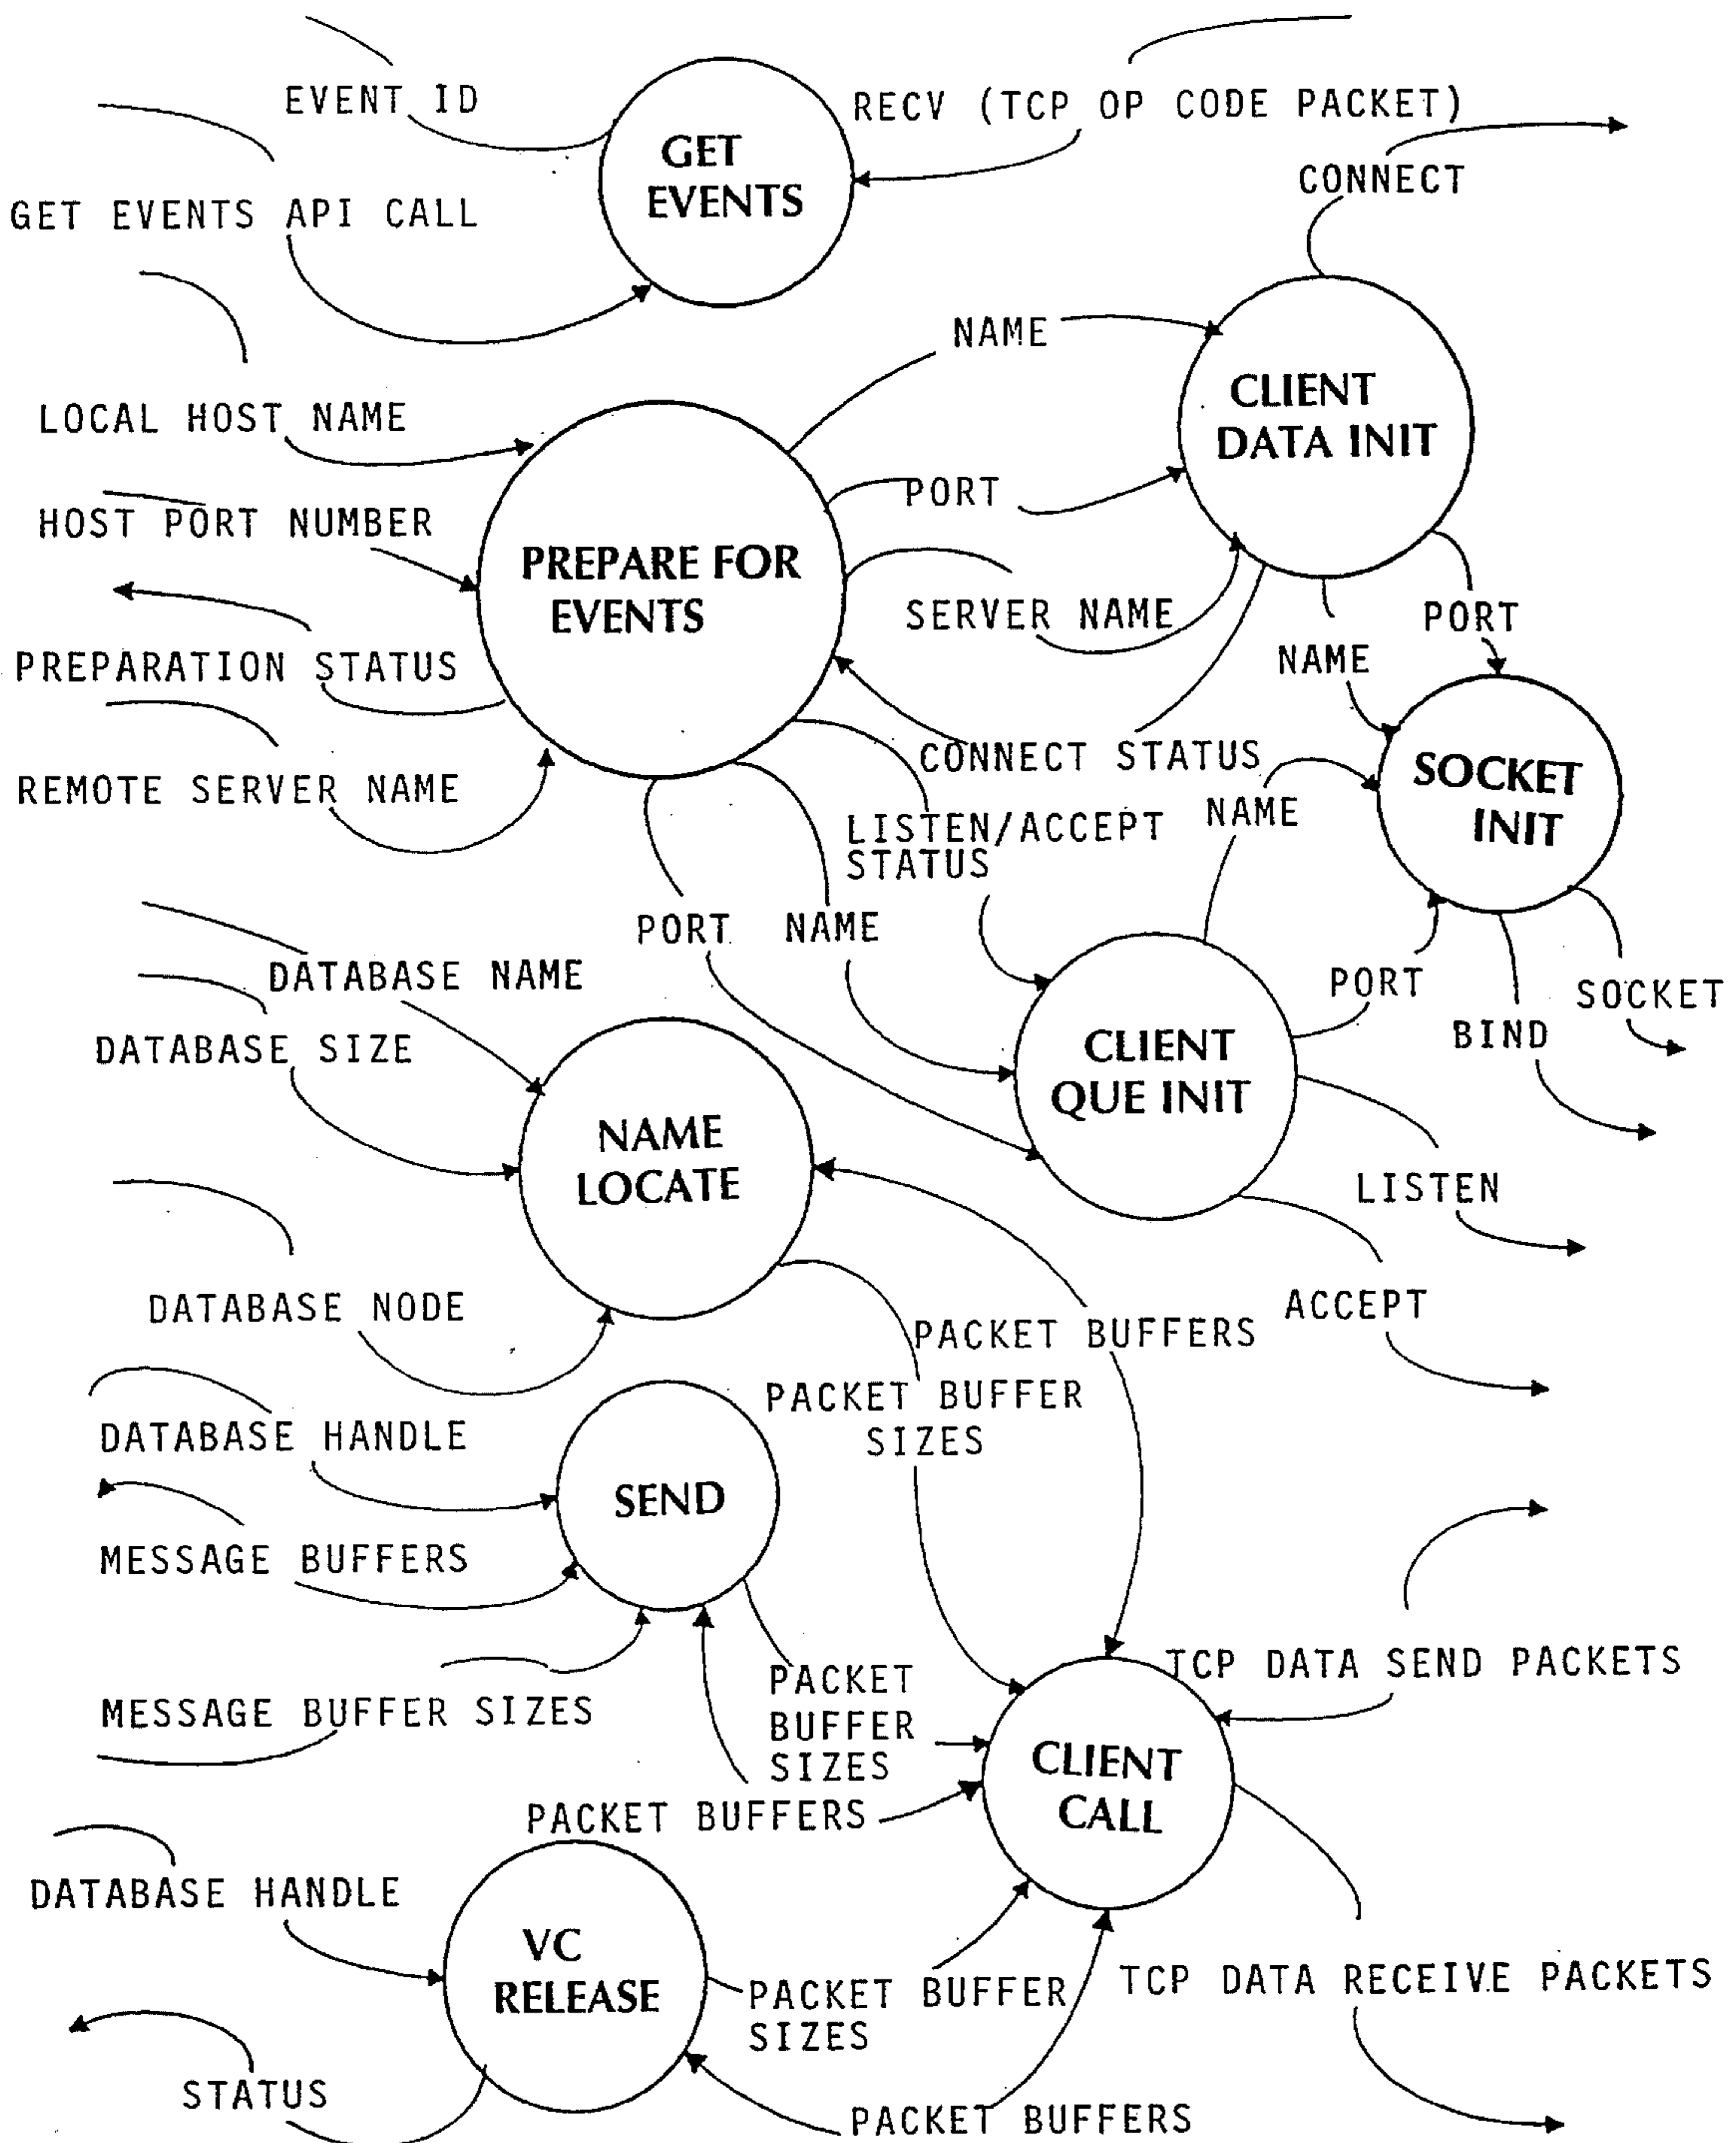 EVENT ID
RECV (TCP OP CODE PACKET)
GET
EVENTS
CONNECT
GET EVENTS API CALL
NAME
CLIENT
DATA INIT
LOCAL HOST NAME
PORT
HOST PORT NUMBER
PREPARE FOR
EVENTS
SERVER NAME
PORT
NAME
PREPARATION STATUS
CONNECT STATUS
SOCKET
INIT
REMOTE SERVER NAME
LISTEN/ACCEPT
STATUS
NAME
PORT
NAME
DATABASE NAME
PORT
SOCKET
BIND
DATABASE SIZE
CLIENT
QUE INIT
NAME
LOCATE
LISTEN
DATABASE NODE
ACCEPT
PACKET BUFFERS
PACKET BUFFER
SIZES
DATABASE HANDLE
SEND
MESSAGE BUFFERS
TCP DATA SEND PACKETS
MESSAGE BUFFER SIZES
PACKET
BUFFER
SIZES
CLIENT
CALL
PACKET BUFFERS
DATABASE HANDLE
VC
RELEASE
TCP DATA RECEIVE PACKETS
PACKET BUFFER
SIZES
STATUS
PACKET BUFFERS